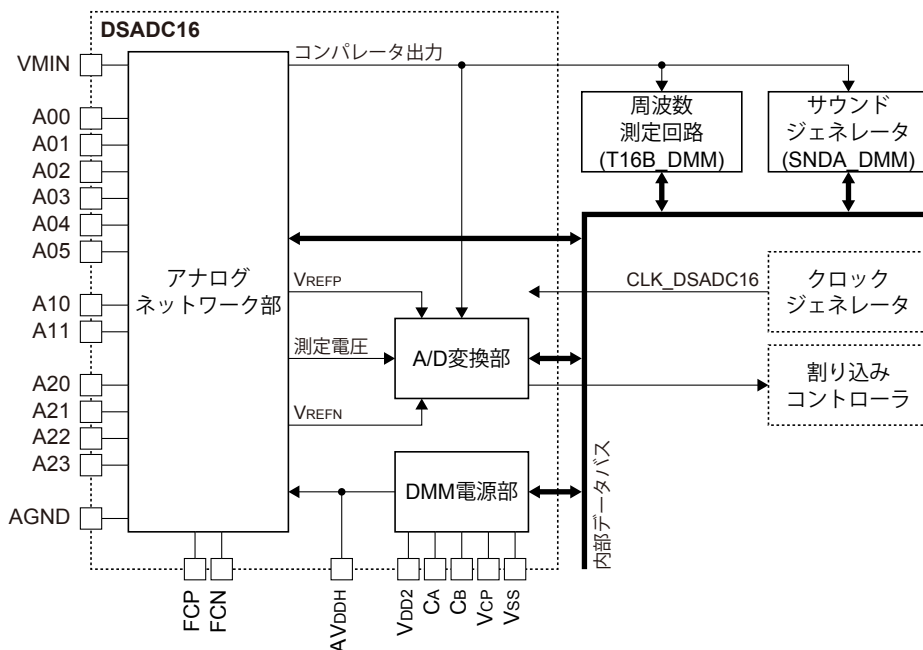 DSADC16
VMIN
A00
A01
A02
A03
A04
A05
A10
A11
A20
A21
A22
A23
AGND
アナログ
ネットワーク部
コンパレータ出力
周波数
測定回路
(T16B_DMM)
サウンド
ジェネレータ
(SNDA_DMM)
VREFP
測定電圧
VREFN
A/D変換部
CLK_DSADC16
クロック
ジェネレータ
割り込み
コントローラ
DMM電源部
内部データバス
FCP
FCN
AVDDH
VDD2
CA
CB
VCP
VSS